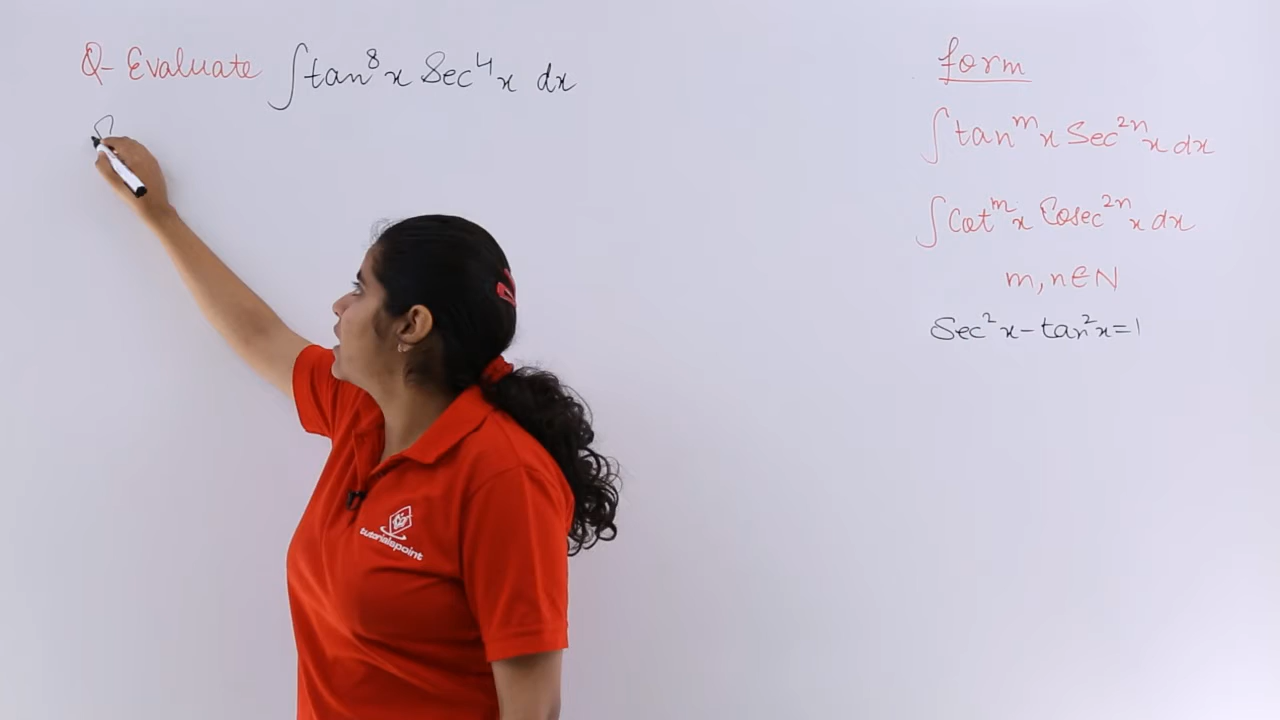 Q- Evaluate ∫tan⁸x Sec⁴x dx
form
∫tanᵐx Sec²ⁿx dx
∫Cotᵐx Cosec²ⁿx dx
m, n ∈ N
Sec²x - tan²x = 1
tutorialspoint